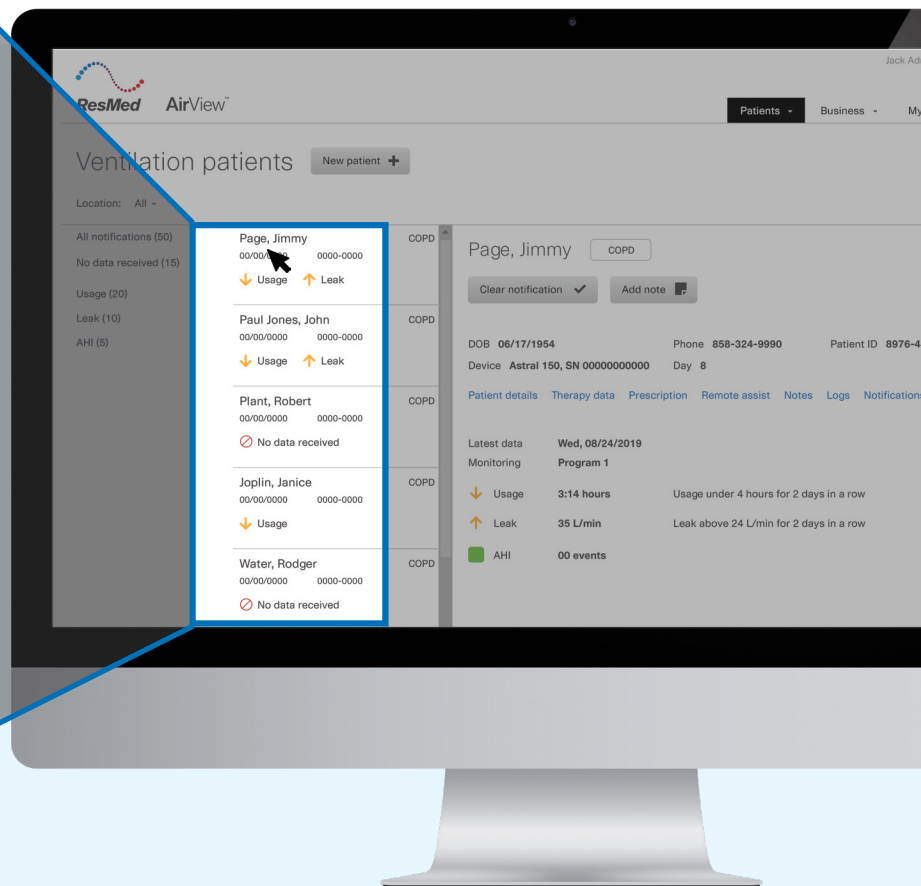 Jack Ad
ResMed AirView™
Patients Business My
Ventilation patients New patient
Location: All
All notifications (50)
No data received (15)
Usage (20)
Leak (10)
AHI (5)
Page, Jimmy COPD
00/00/0000 0000-0000
Usage Leak
Paul Jones, John COPD
00/00/0000 0000-0000
Usage Leak
Plant, Robert COPD
00/00/0000 0000-0000
No data received
Joplin, Janice COPD
00/00/0000 0000-0000
Usage
Water, Rodger COPD
00/00/0000 0000-0000
No data received
Page, Jimmy COPD
Clear notification Add note
DOB 06/17/1954 Phone 858-324-9990 Patient ID 8976-4
Device Astral 150, SN 00000000000 Day 8
Patient details Therapy data Prescription Remote assist Notes Logs Notifications
Latest data Wed, 08/24/2019
Monitoring Program 1
Usage 3:14 hours Usage under 4 hours for 2 days in a row
Leak 35 L/min Leak above 24 L/min for 2 days in a row
AHI 00 events